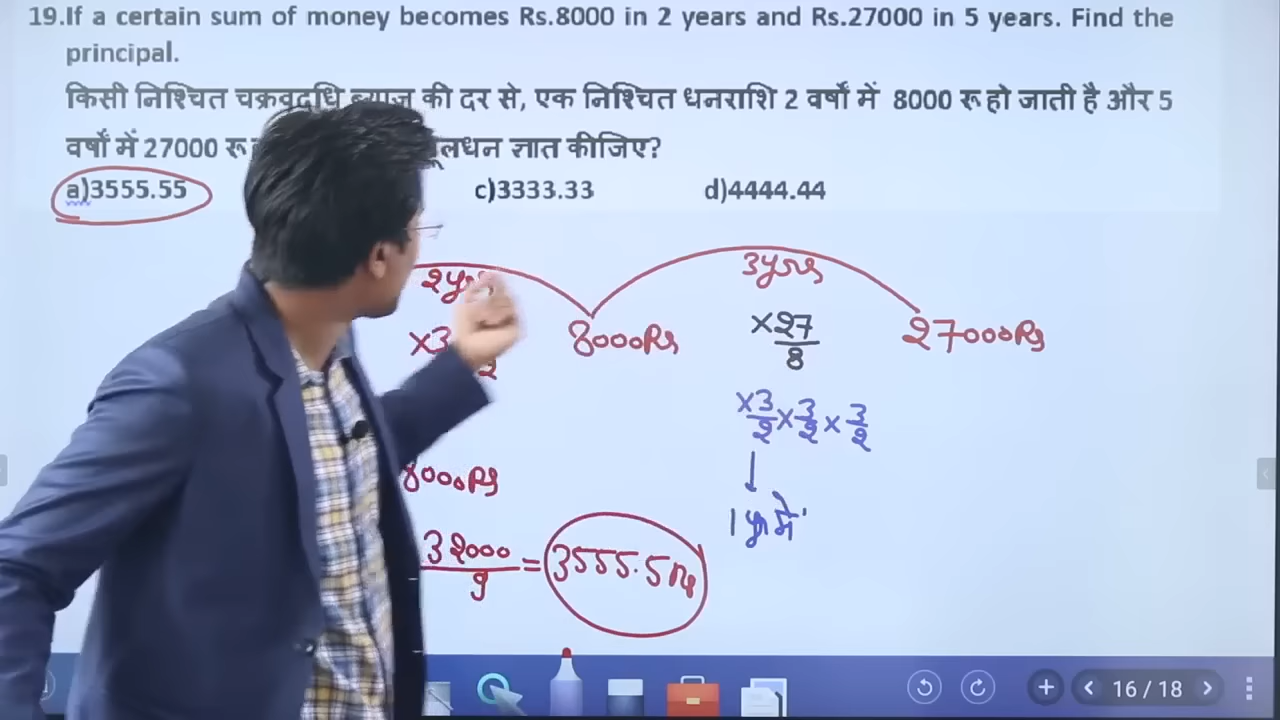 19.If a certain sum of money becomes Rs.8000 in 2 years and Rs.27000 in 5 years. Find the
principal.
किसी निश्चित चक्रवृद्धि ब्याज की दर से, एक निश्चित धनराशि 2 वर्षों में 8000 रू हो जाती है और 5
वर्षों में 27000 रू मूलधन ज्ञात कीजिए?
a)3555.55 c)3333.33 d)4444.44
2yrs 3yrs
8000Rs ×27/8 27000Rs
×3/2×3/2×3/2
8000Rs
1 yr में
32000/9 = 3555.5Rs
16 / 18